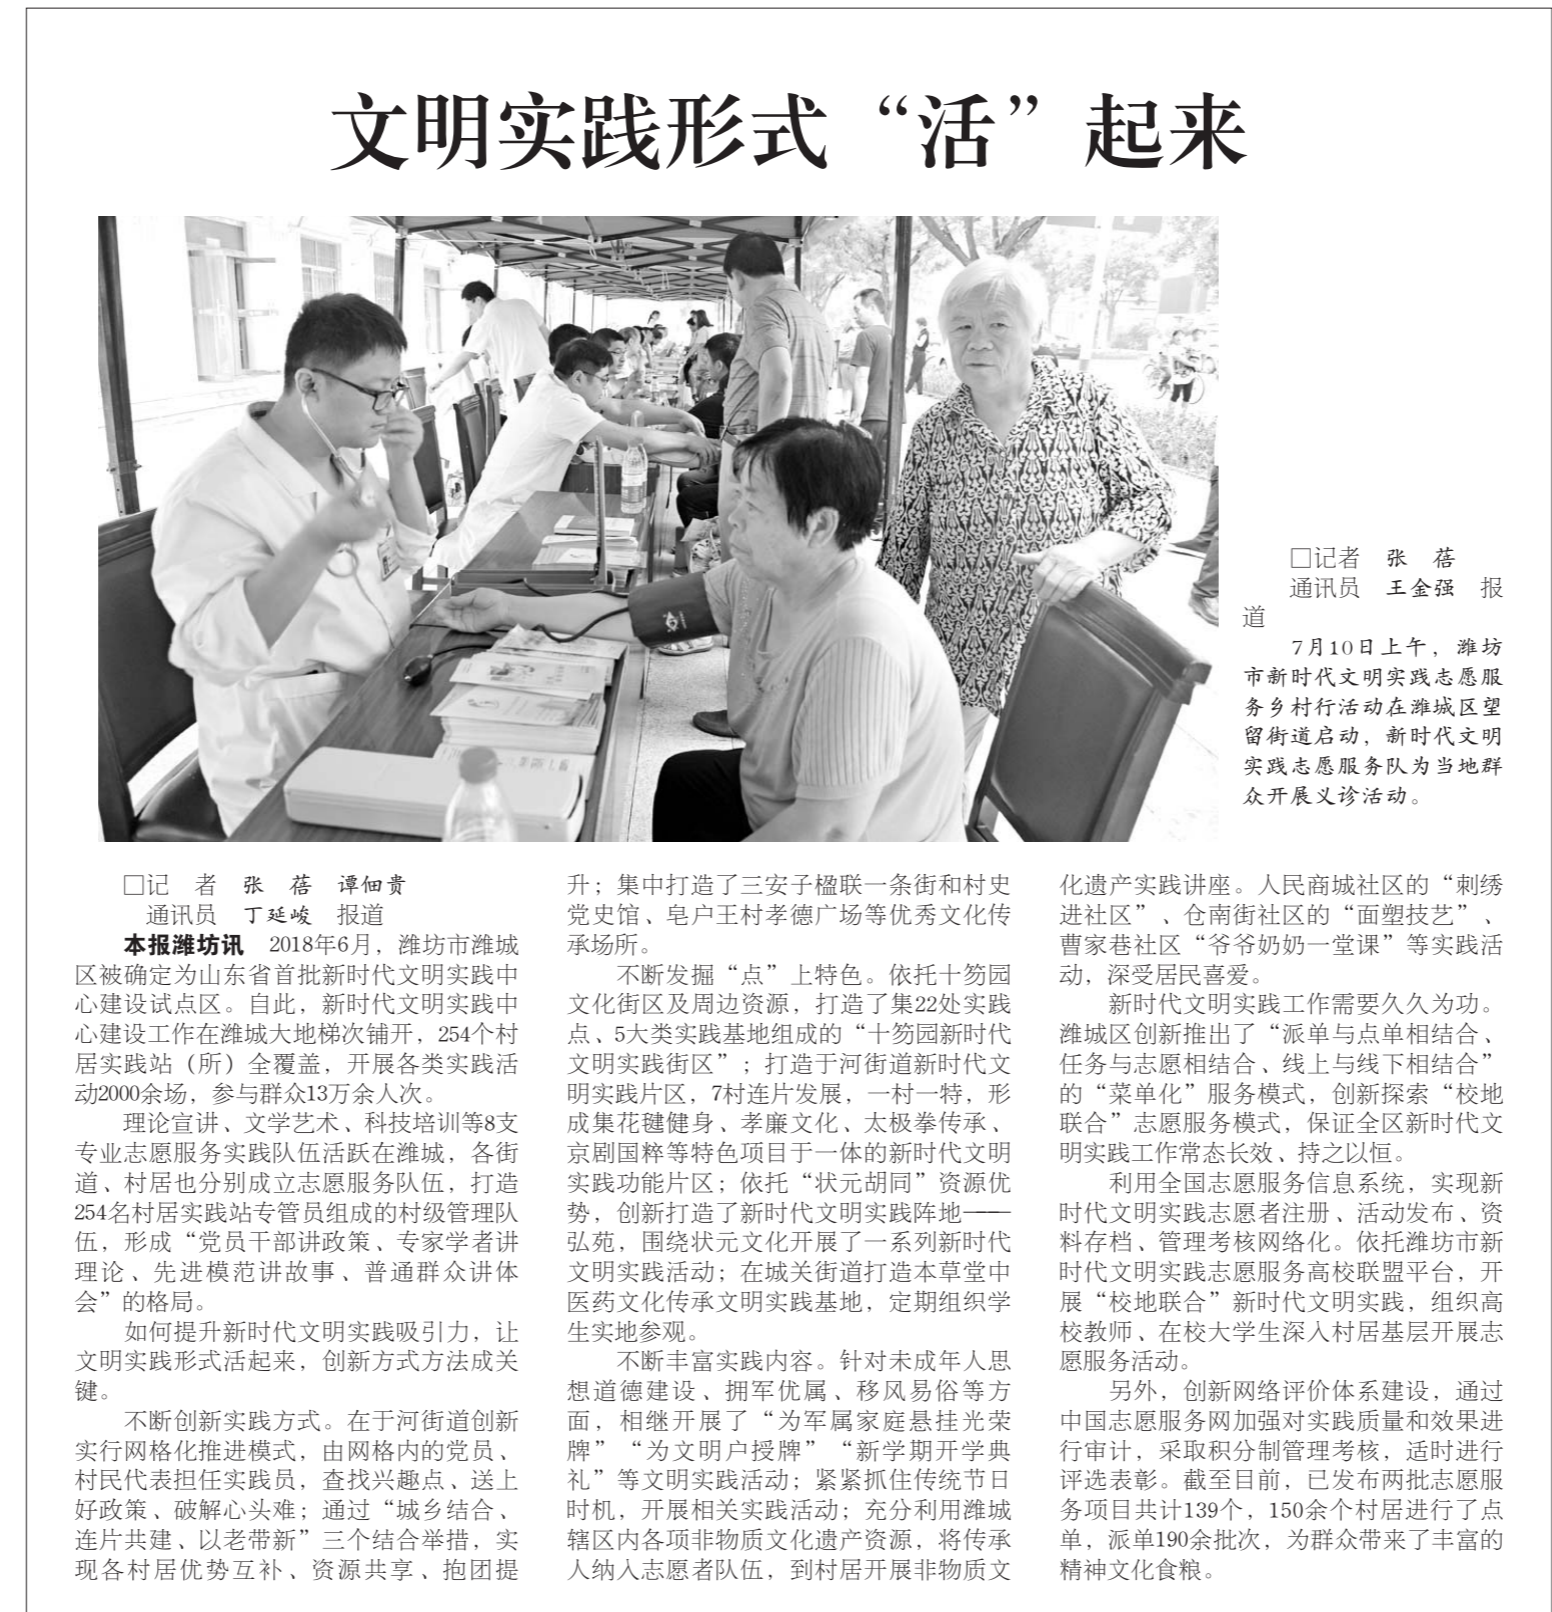 文明实践形式“活”起来
□记者 张 蓓
通讯员 王金强 报
道
7月10日上午，潍坊
市新时代文明实践志愿服
务乡村行活动在潍城区望
留街道启动，新时代文明
实践志愿服务队为当地群
众开展义诊活动。
□记 者 张 蓓 谭佃贵
通讯员 丁延峻 报道
本报潍坊讯 2018年6月，潍坊市潍城
区被确定为山东省首批新时代文明实践中
心建设试点区。自此，新时代文明实践中
心建设工作在潍城大地梯次铺开，254个村
居实践站（所）全覆盖，开展各类实践活
动2000余场，参与群众13万余人次。
理论宣讲、文学艺术、科技培训等8支
专业志愿服务实践队伍活跃在潍城，各街
道、村居也分别成立志愿服务队伍，打造
254名村居实践站专管员组成的村级管理队
伍，形成“党员干部讲政策、专家学者讲
理论、先进模范讲故事、普通群众讲体
会”的格局。
如何提升新时代文明实践吸引力，让
文明实践形式活起来，创新方式方法成关
键。
不断创新实践方式。在于河街道创新
实行网格化推进模式，由网格内的党员、
村民代表担任实践员，查找兴趣点、送上
好政策、破解心头难；通过“城乡结合、
连片共建、以老带新”三个结合举措，实
现各村居优势互补、资源共享、抱团提
升；集中打造了三安子楹联一条街和村史
党史馆、皂户王村孝德广场等优秀文化传
承场所。
不断发掘“点”上特色。依托十笏园
文化街区及周边资源，打造了集22处实践
点、5大类实践基地组成的“十笏园新时代
文明实践街区”；打造于河街道新时代文
明实践片区，7村连片发展，一村一特，形
成集花毽健身、孝廉文化、太极拳传承、
京剧国粹等特色项目于一体的新时代文明
实践功能片区；依托“状元胡同”资源优
势，创新打造了新时代文明实践阵地——
弘苑，围绕状元文化开展了一系列新时代
文明实践活动；在城关街道打造本草堂中
医药文化传承文明实践基地，定期组织学
生实地参观。
不断丰富实践内容。针对未成年人思
想道德建设、拥军优属、移风易俗等方
面，相继开展了“为军属家庭悬挂光荣
牌”“为文明户授牌”“新学期开学典
礼”等文明实践活动；紧紧抓住传统节日
时机，开展相关实践活动；充分利用潍城
辖区内各项非物质文化遗产资源，将传承
人纳入志愿者队伍，到村居开展非物质文
化遗产实践讲座。人民商城社区的“刺绣
进社区”、仓南街社区的“面塑技艺”、
曹家巷社区“爷爷奶奶一堂课”等实践活
动，深受居民喜爱。
新时代文明实践工作需要久久为功。
潍城区创新推出了“派单与点单相结合、
任务与志愿相结合、线上与线下相结合”
的“菜单化”服务模式，创新探索“校地
联合”志愿服务模式，保证全区新时代文
明实践工作常态长效、持之以恒。
利用全国志愿服务信息系统，实现新
时代文明实践志愿者注册、活动发布、资
料存档、管理考核网络化。依托潍坊市新
时代文明实践志愿服务高校联盟平台，开
展“校地联合”新时代文明实践，组织高
校教师、在校大学生深入村居基层开展志
愿服务活动。
另外，创新网络评价体系建设，通过
中国志愿服务网加强对实践质量和效果进
行审计，采取积分制管理考核，适时进行
评选表彰。截至目前，已发布两批志愿服
务项目共计139个，150余个村居进行了点
单，派单190余批次，为群众带来了丰富的
精神文化食粮。